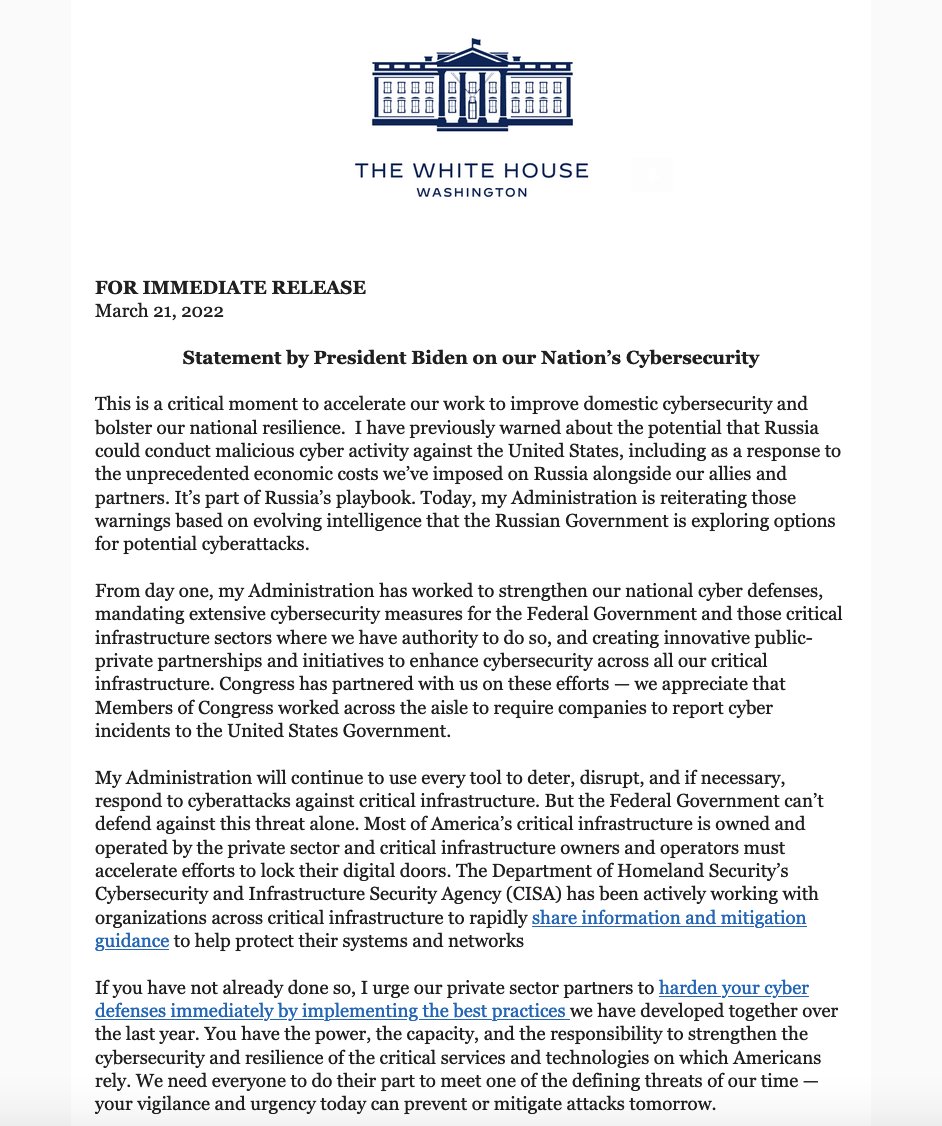 THE WHITE HOUSE
WASHINGTON
FOR IMMEDIATE RELEASE
March 21, 2022
Statement by President Biden on our Nation’s Cybersecurity
This is a critical moment to accelerate our work to improve domestic cybersecurity and
bolster our national resilience.  I have previously warned about the potential that Russia
could conduct malicious cyber activity against the United States, including as a response to
the unprecedented economic costs we’ve imposed on Russia alongside our allies and
partners. It’s part of Russia’s playbook. Today, my Administration is reiterating those
warnings based on evolving intelligence that the Russian Government is exploring options
for potential cyberattacks.
From day one, my Administration has worked to strengthen our national cyber defenses,
mandating extensive cybersecurity measures for the Federal Government and those critical
infrastructure sectors where we have authority to do so, and creating innovative public-
private partnerships and initiatives to enhance cybersecurity across all our critical
infrastructure. Congress has partnered with us on these efforts — we appreciate that
Members of Congress worked across the aisle to require companies to report cyber
incidents to the United States Government.
My Administration will continue to use every tool to deter, disrupt, and if necessary,
respond to cyberattacks against critical infrastructure. But the Federal Government can’t
defend against this threat alone. Most of America’s critical infrastructure is owned and
operated by the private sector and critical infrastructure owners and operators must
accelerate efforts to lock their digital doors. The Department of Homeland Security’s
Cybersecurity and Infrastructure Security Agency (CISA) has been actively working with
organizations across critical infrastructure to rapidly share information and mitigation
guidance to help protect their systems and networks
If you have not already done so, I urge our private sector partners to harden your cyber
defenses immediately by implementing the best practices we have developed together over
the last year. You have the power, the capacity, and the responsibility to strengthen the
cybersecurity and resilience of the critical services and technologies on which Americans
rely. We need everyone to do their part to meet one of the defining threats of our time —
your vigilance and urgency today can prevent or mitigate attacks tomorrow.